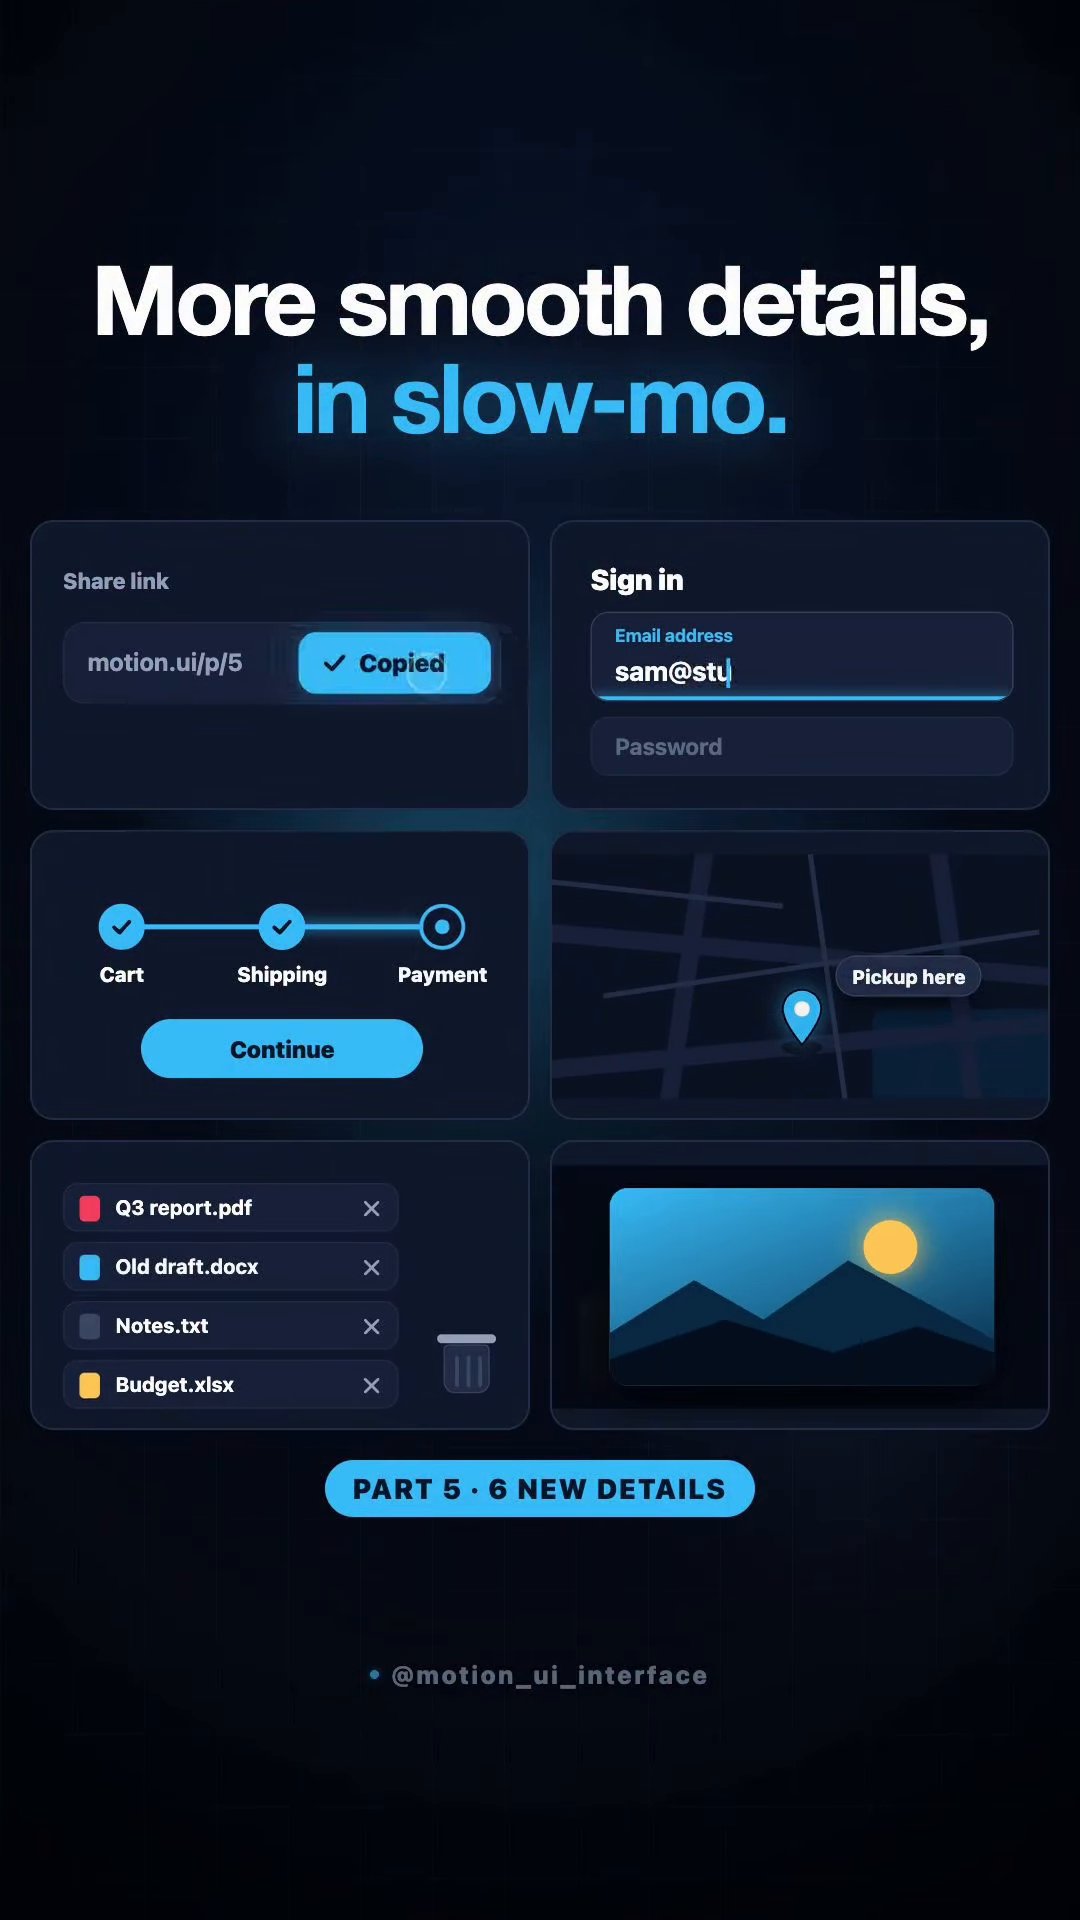 More smooth details,
in slow-mo.
Share link
motion.ui/p/5
Copied
Sign in
Email address
sam@stu
Password
Cart
Shipping
Payment
Continue
Pickup here
Q3 report.pdf
Old draft.docx
Notes.txt
Budget.xlsx
PART 5 · 6 NEW DETAILS
@motion_ui_interface